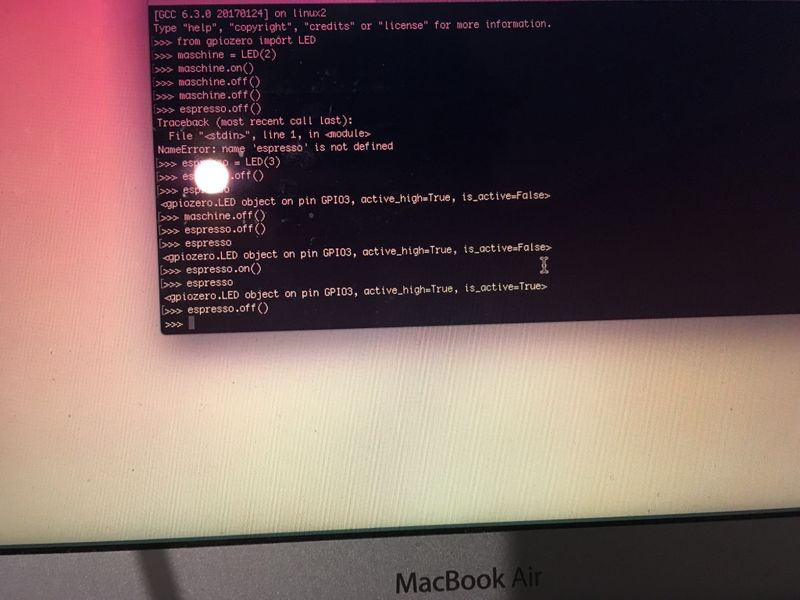 [GCC 6.3.0 20170124] on linux2
Type "help", "copyright", "credits" or "license" for more information.
>>> from gpiozero import LED
>>> maschine = LED(2)
>>> maschine.on()
>>> maschine.off()
>>> maschine.off()
>>> espresso.off()
Traceback (most recent call last):
File "<stdin>", line 1, in <module>
NameError: name 'espresso' is not defined
>>> = LED(3)
>>> .off()
>>>
<gpiozero.LED object on pin GPIO3, active_high=True, is_active=False>
>>> maschine.off()
>>> espresso.off()
>>> espresso
<gpiozero.LED object on pin GPIO3, active_high=True, is_active=False>
>>> espresso.on()
>>> espresso
<gpiozero.LED object on pin GPIO3, active_high=True, is_active=True>
>>> espresso.off()
>>>
MacBook Air